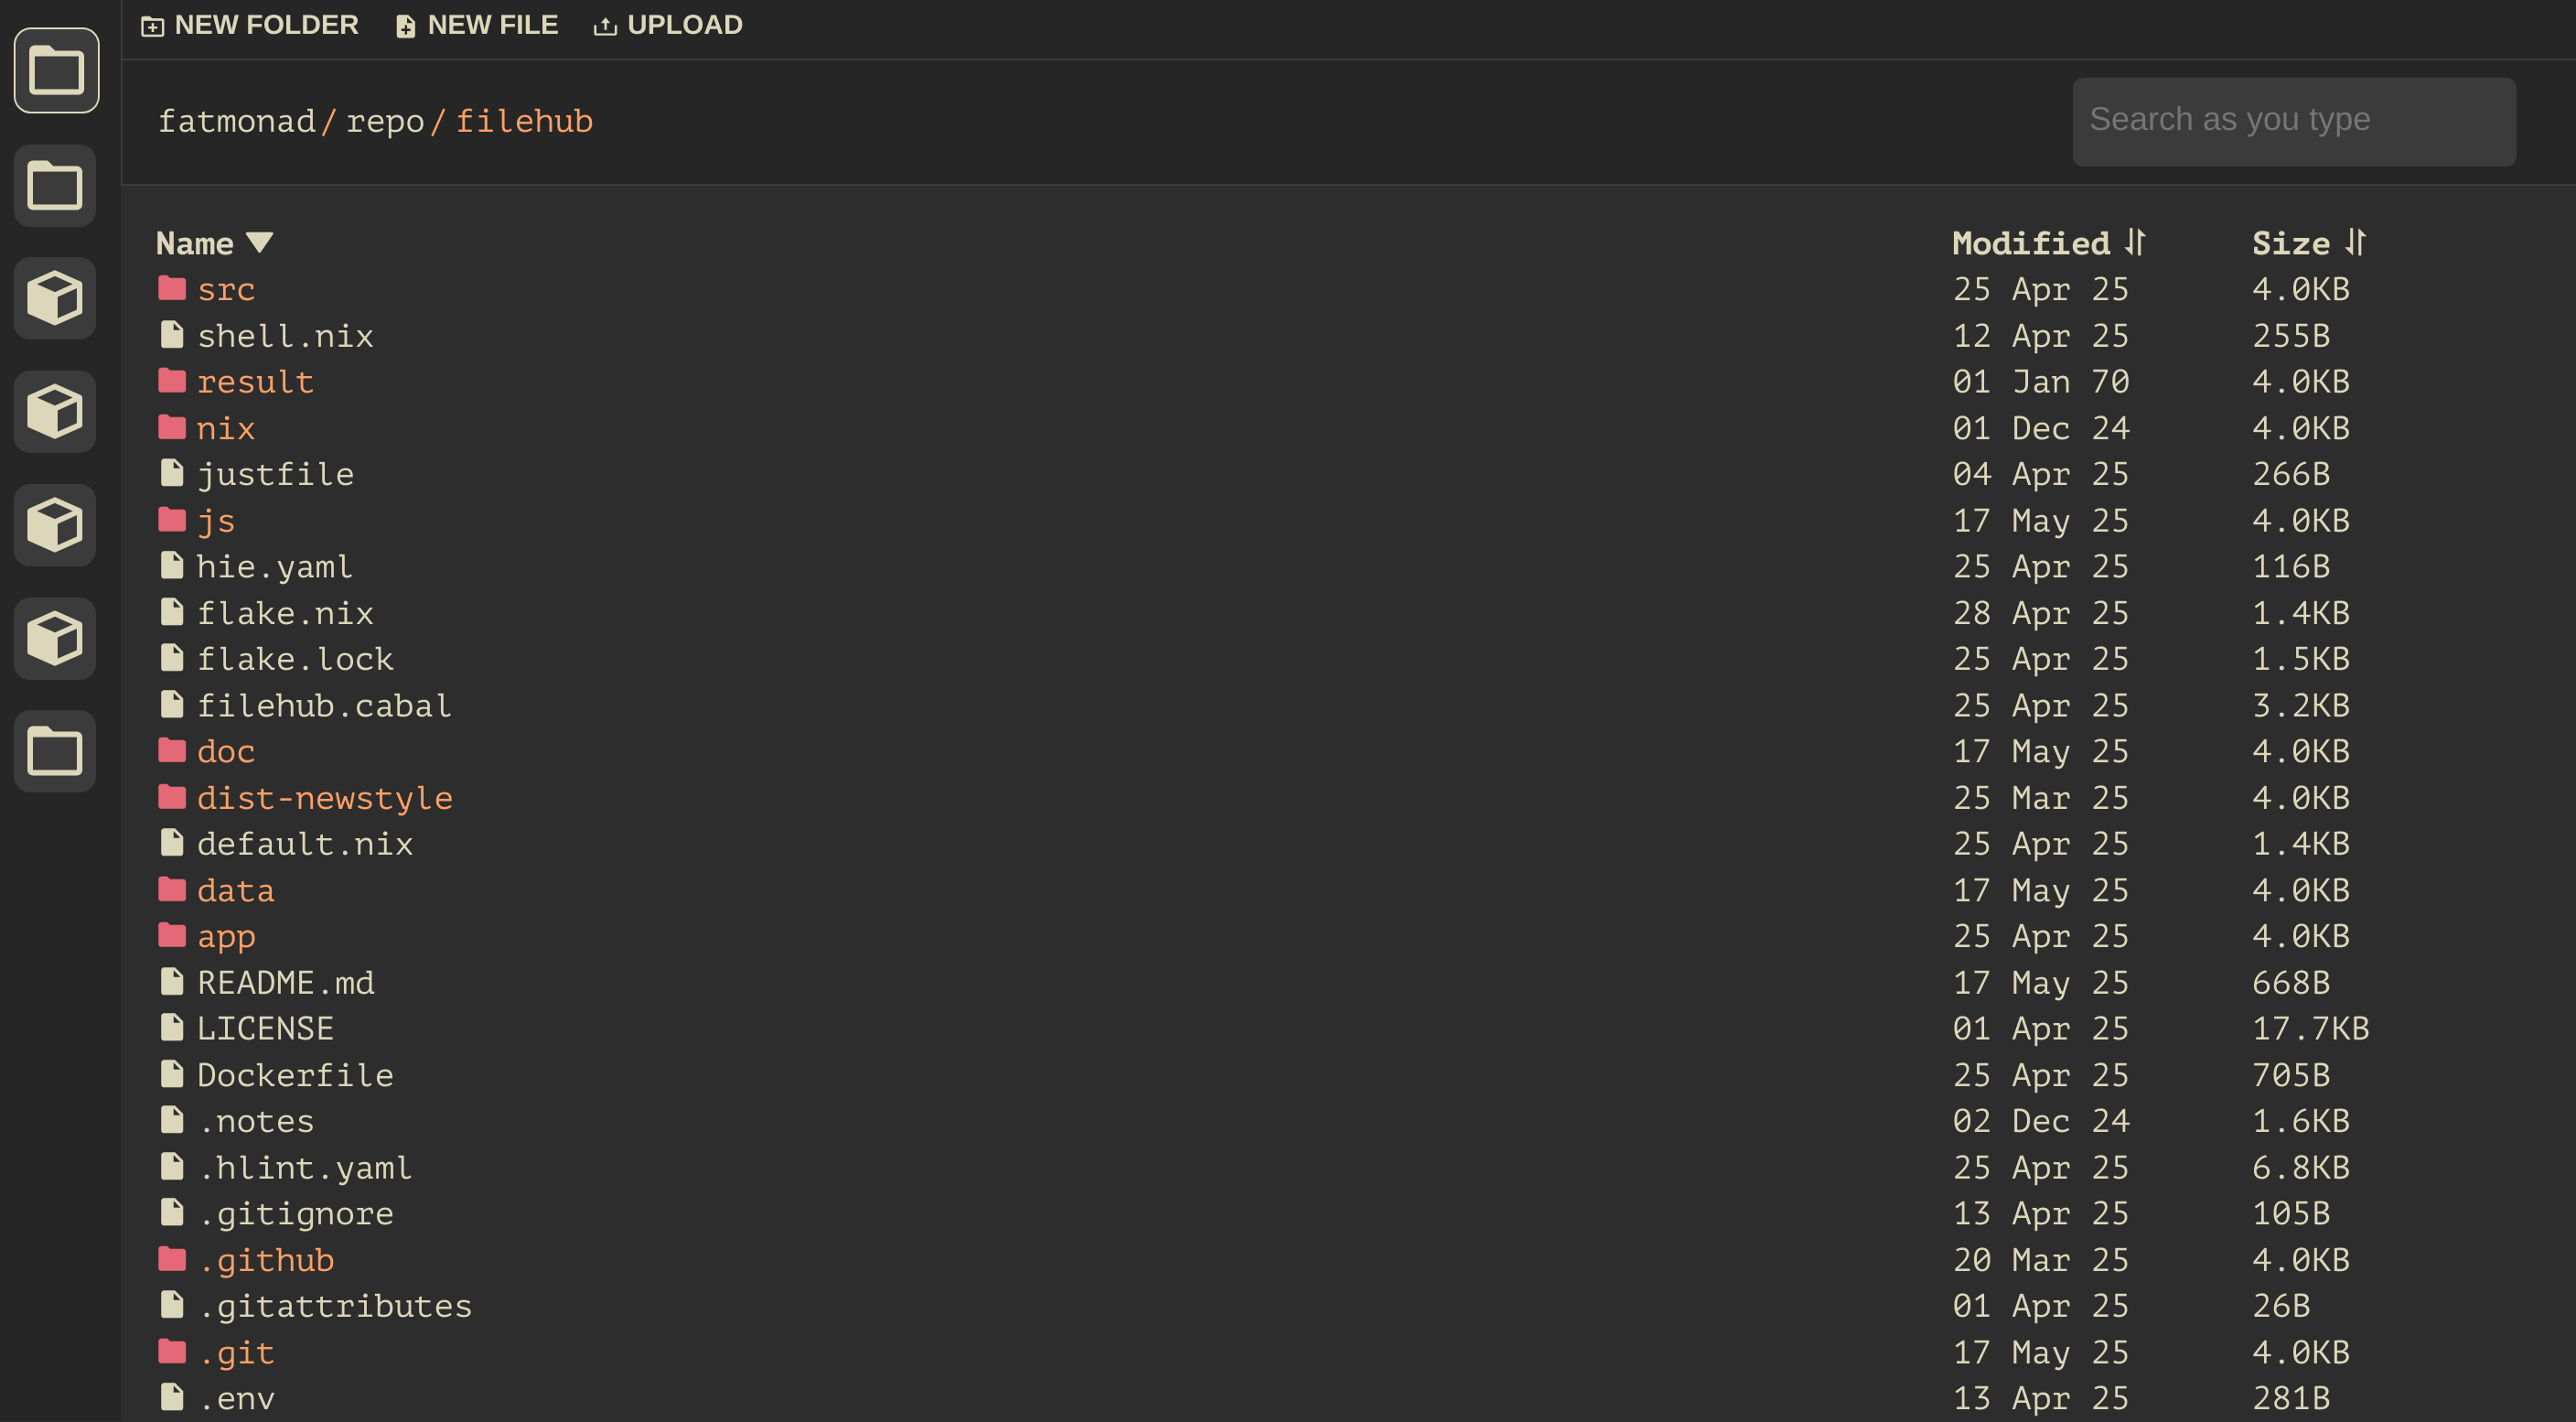 NEW FOLDER NEW FILE UPLOAD
fatmonad/repo/filehub Search as you type
Name Modified Size
src 25 Apr 25 4.0KB
shell.nix 12 Apr 25 255B
result 01 Jan 70 4.0KB
nix 01 Dec 24 4.0KB
justfile 04 Apr 25 266B
js 17 May 25 4.0KB
hie.yaml 25 Apr 25 116B
flake.nix 28 Apr 25 1.4KB
flake.lock 25 Apr 25 1.5KB
filehub.cabal 25 Apr 25 3.2KB
doc 17 May 25 4.0KB
dist-newstyle 25 Mar 25 4.0KB
default.nix 25 Apr 25 1.4KB
data 17 May 25 4.0KB
app 25 Apr 25 4.0KB
README.md 17 May 25 668B
LICENSE 01 Apr 25 17.7KB
Dockerfile 25 Apr 25 705B
.notes 02 Dec 24 1.6KB
.hlint.yaml 25 Apr 25 6.8KB
.gitignore 13 Apr 25 105B
.github 20 Mar 25 4.0KB
.gitattributes 01 Apr 25 26B
.git 17 May 25 4.0KB
.env 13 Apr 25 281B